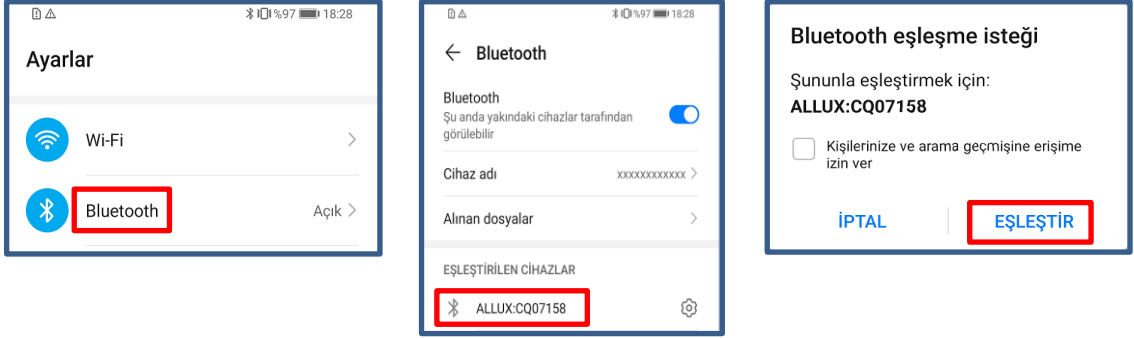 %97 18:28
Ayarlar
Wi-Fi
Bluetooth
Açık
%97 18:28
Bluetooth
Bluetooth
Şu anda yakındaki cihazlar tarafından
görülebilir
Cihaz adı xxxxxxxxxxxx
Alınan dosyalar
EŞLEŞTİRİLEN CİHAZLAR
ALLUX:CQ07158
Bluetooth eşleşme isteği
Şununla eşleştirmek için:
ALLUX:CQ07158
Kişilerinize ve arama geçmişine erişime
izin ver
İPTAL
EŞLEŞTİR